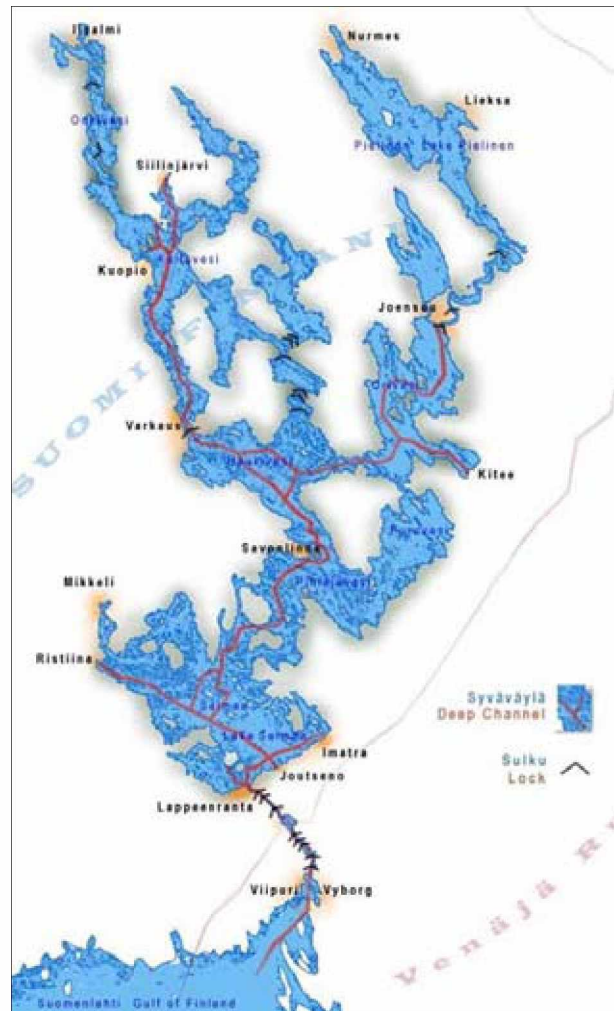 Iisalmi
Nurmes
Lieksa
Onkivesi
Pielinen Lake Pielinen
Siilinjärvi
Kuopio
Kallavesi
Joensuu
SUOMI FINLAND
Orivesi
Varkaus
Haukivesi
Kitee
Puruvesi
Savonlinna
Pihlajavesi
Mikkeli
Ristiina
Saimaa
Lake Saimaa
Imatra
Joutseno
Lappeenranta
Syväväylä
Deep Channel
Sulku
Lock
Viipuri Vyborg
Venäjä
Suomenlahti Gulf of Finland